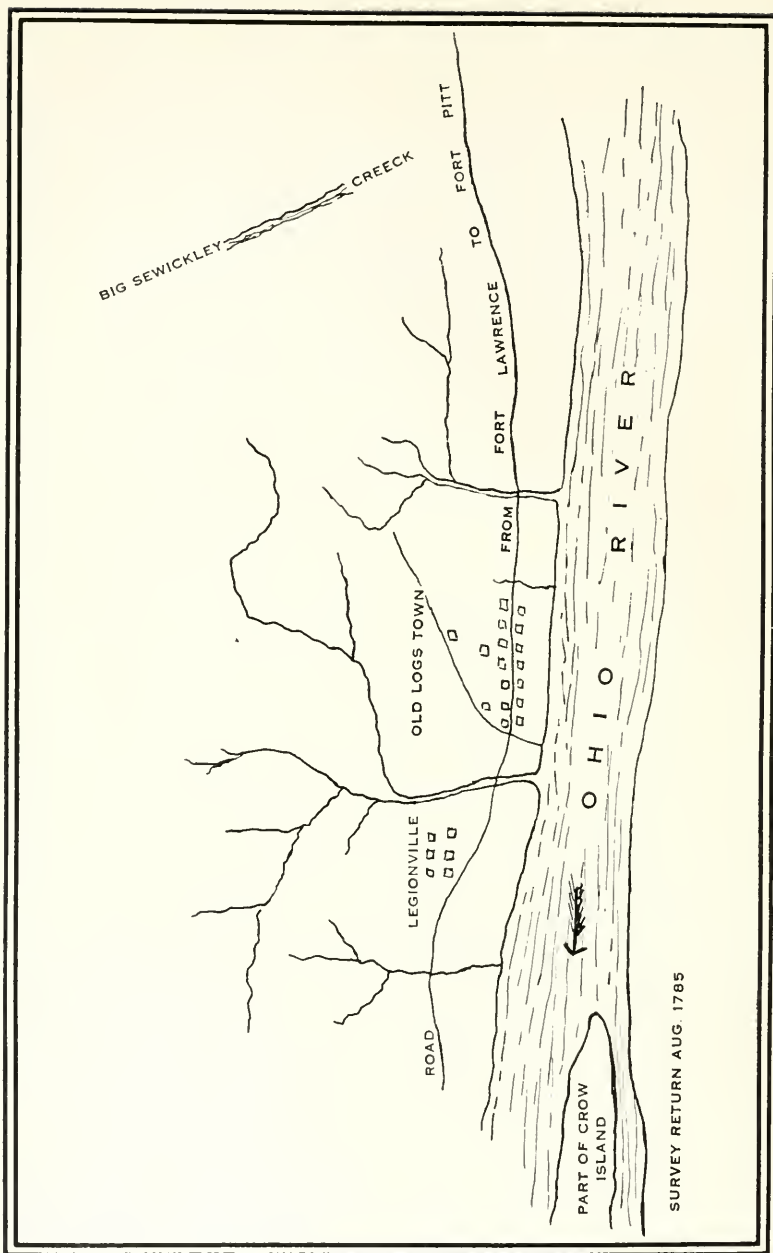 BIG SEWICKLEY CREECK
ROAD FROM FORT LAWRENCE TO FORT PITT
LEGIONVILLE
OLD LOGS TOWN
OHIO RIVER
PART OF CROW
ISLAND
SURVEY RETURN AUG. 1785